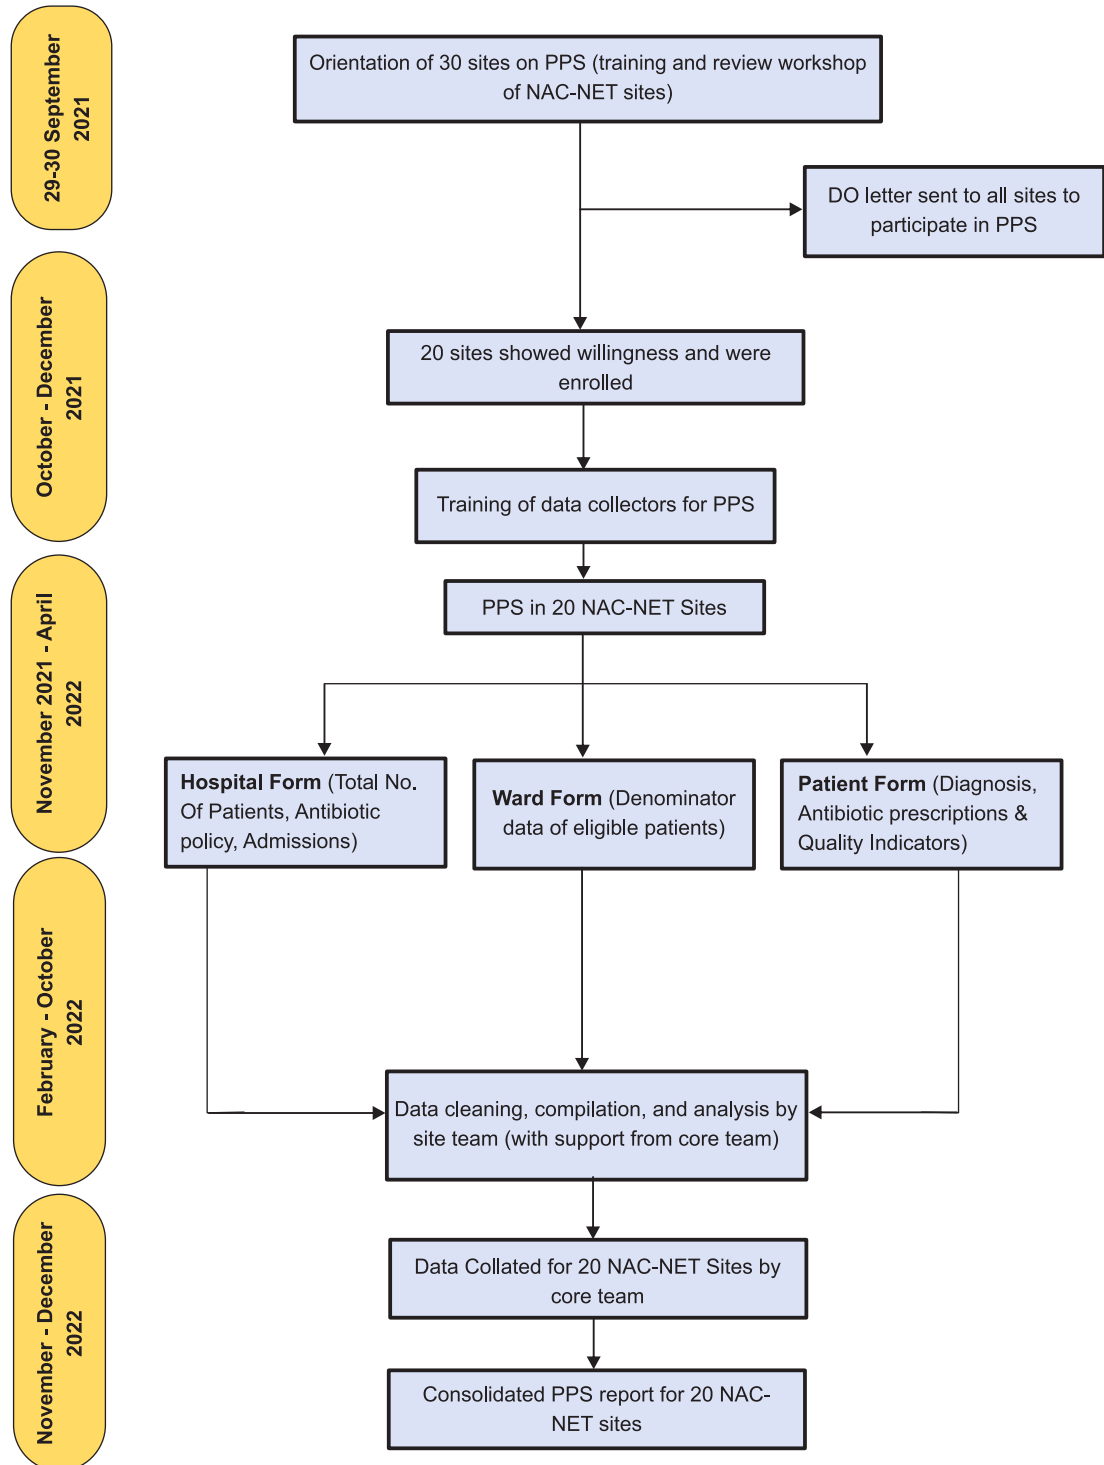 29-30 September
2021
Orientation of 30 sites on PPS (training and review workshop
of NAC-NET sites)
DO letter sent to all sites to
participate in PPS
October - December
2021
20 sites showed willingness and were
enrolled
Training of data collectors for PPS
November 2021 - April
2022
PPS in 20 NAC-NET Sites
Hospital Form (Total No.
Of Patients, Antibiotic
policy, Admissions)
Ward Form (Denominator
data of eligible patients)
Patient Form (Diagnosis,
Antibiotic prescriptions &
Quality Indicators)
February - October
2022
Data cleaning, compilation, and analysis by
site team (with support from core team)
November - December
2022
Data Collated for 20 NAC-NET Sites by
core team
Consolidated PPS report for 20 NAC-
NET sites